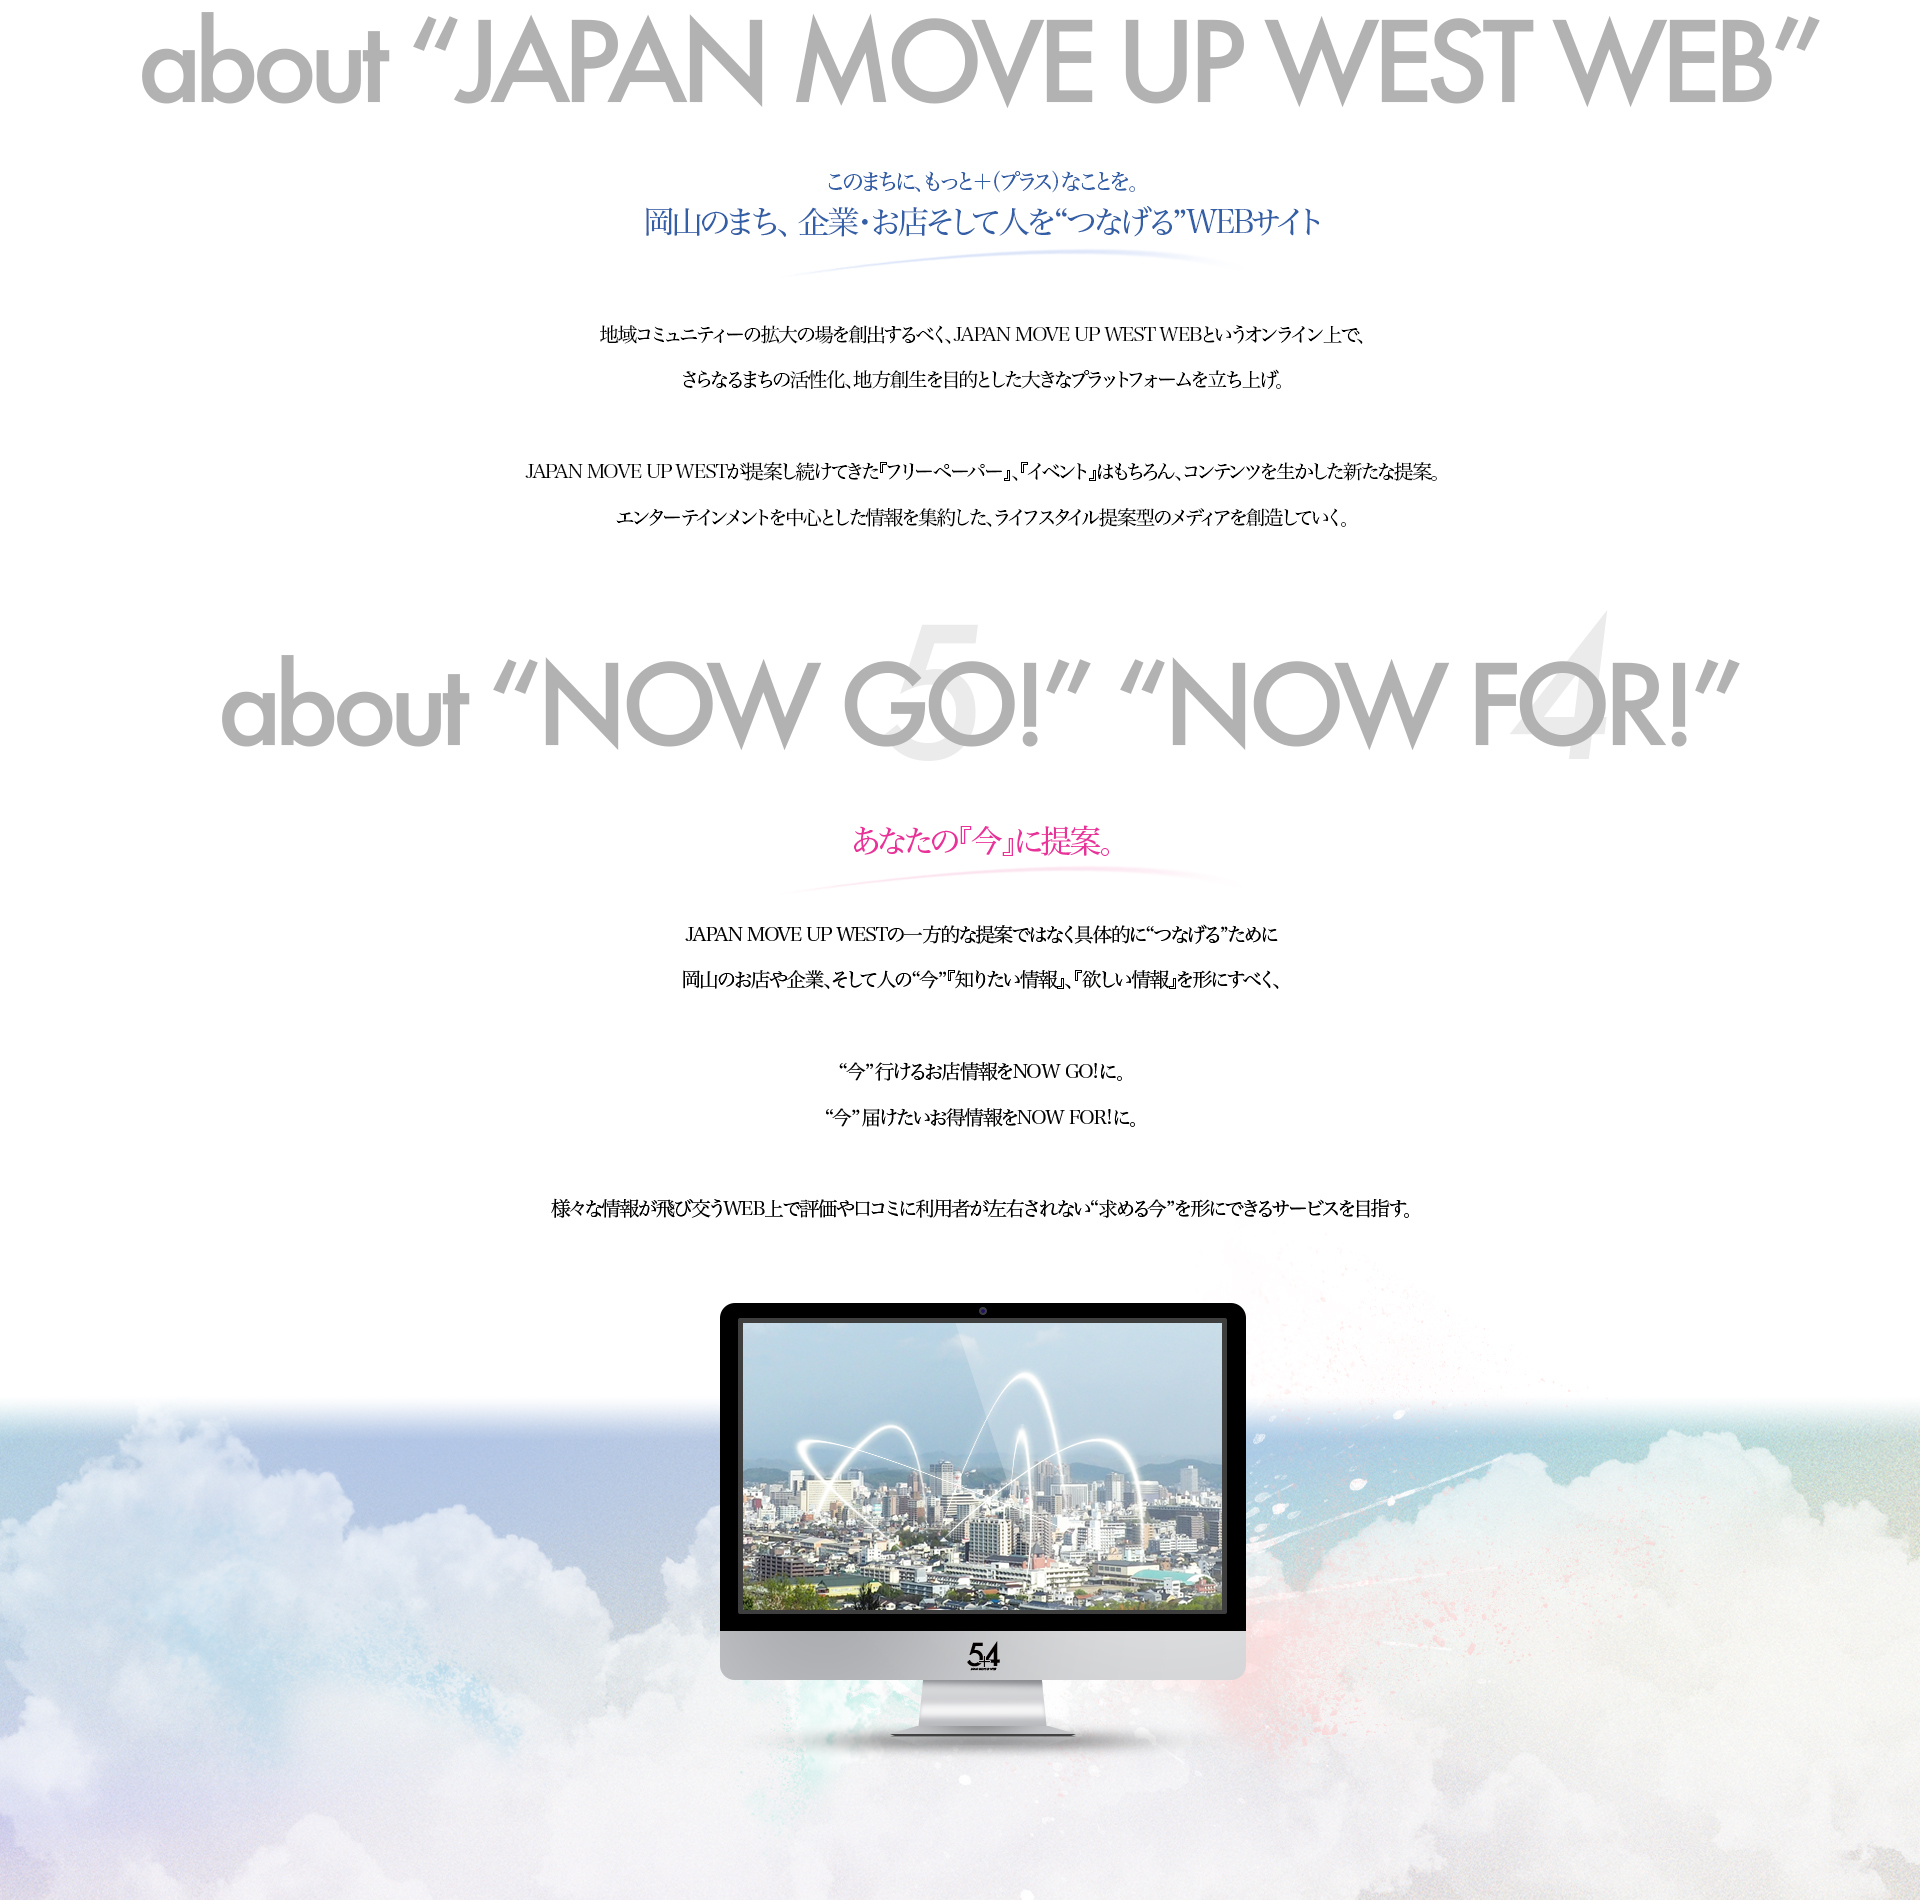 about “JAPAN MOVE UP WEST WEB”
このまちに、もっと＋（プラス）なことを。
岡山のまち、企業・お店そして人を“つなげる”WEBサイト
地域コミュニティーの拡大の場を創出するべく、JAPAN MOVE UP WEST WEBというオンライン上で、
さらなるまちの活性化、地方創生を目的とした大きなプラットフォームを立ち上げ。
JAPAN MOVE UP WESTが提案し続けてきた『フリーペーパー』、『イベント』はもちろん、コンテンツを生かした新たな提案。
エンターテインメントを中心とした情報を集約した、ライフスタイル提案型のメディアを創造していく。
5 4
about “NOW GO!” “NOW FOR!”
あなたの『今』に提案。
JAPAN MOVE UP WESTの一方的な提案ではなく具体的に“つなげる”ために
岡山のお店や企業、そして人の“今”『知りたい情報』、『欲しい情報』を形にすべく、
“今”行けるお店情報をNOW GO!に。
“今”届けたいお得情報をNOW FOR!に。
様々な情報が飛び交うWEB上で評価や口コミに利用者が左右されない“求める今”を形にできるサービスを目指す。
54